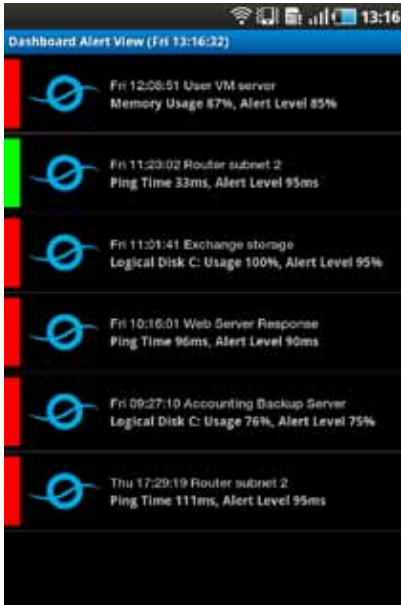 13:16
Dashboard Alert View (Fri 13:16:32)
Fri 12:08:51 User VM server
Memory Usage 87%, Alert Level 85%
Fri 11:23:02 Router subnet 2
Ping Time 33ms, Alert Level 95ms
Fri 11:01:41 Exchange storage
Logical Disk C: Usage 100%, Alert Level 95%
Fri 10:16:01 Web Server Response
Ping Time 96ms, Alert Level 90ms
Fri 09:27:10 Accounting Backup Server
Logical Disk C: Usage 76%, Alert Level 75%
Thu 17:29:19 Router subnet 2
Ping Time 111ms, Alert Level 95ms